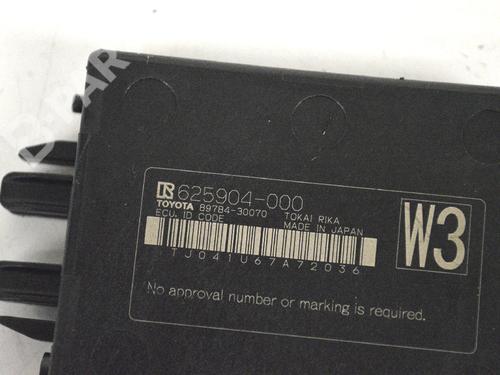 625904-000
TOYOTA 89784-30070 TOKAI RIKA
ECU, ID CODE MADE IN JAPAN
W3
TJ041U67A72036
No approval number or marking is required.